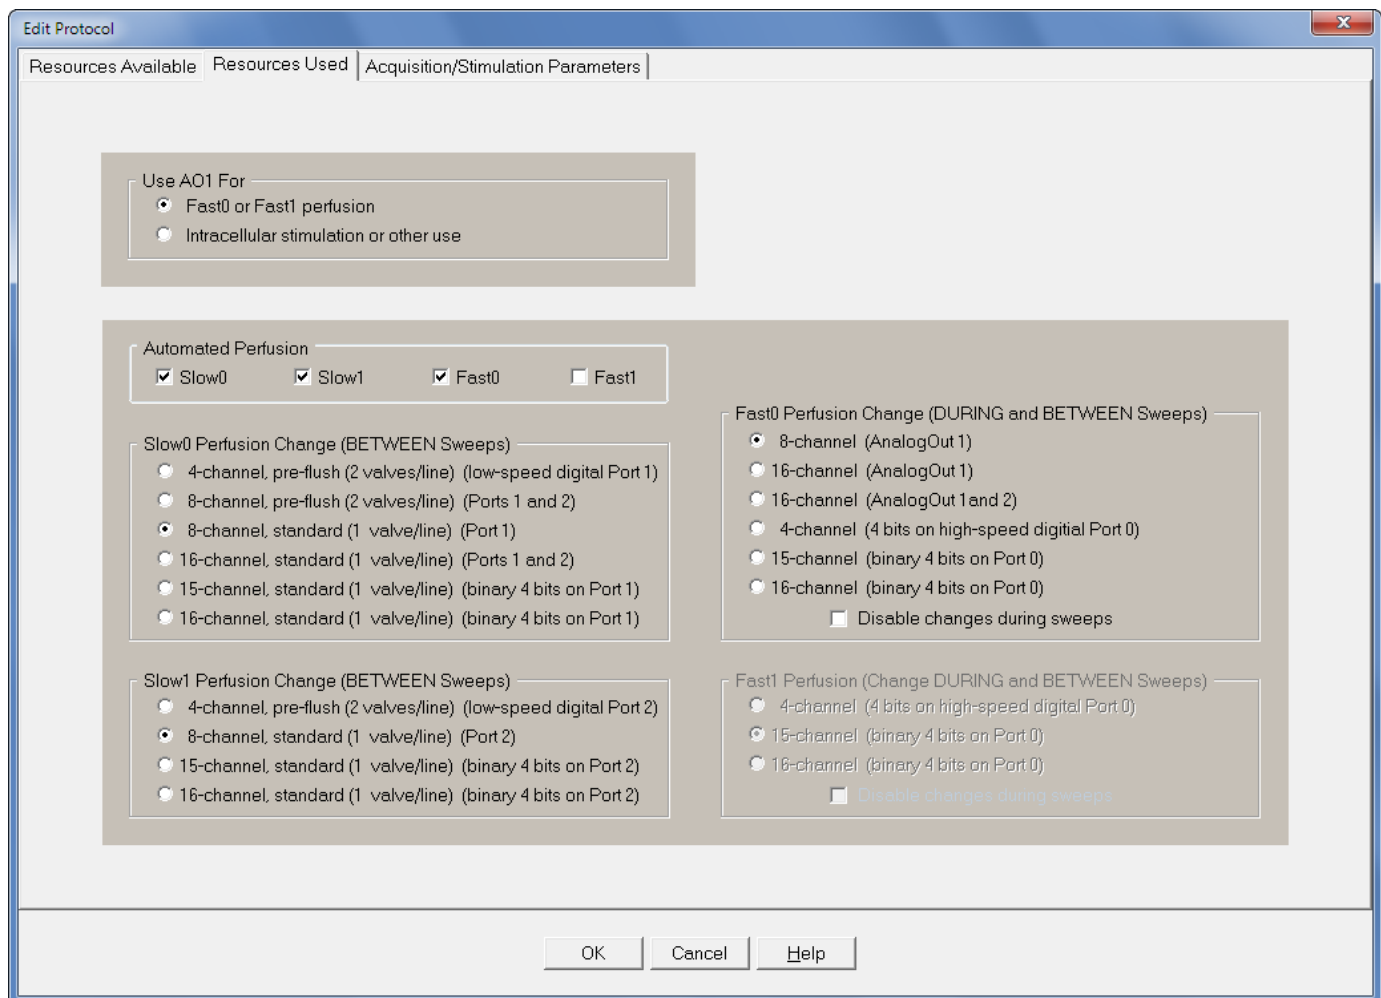 Edit Protocol
Resources Available Resources Used Acquisition/Stimulation Parameters
Use AO1 For
Fast0 or Fast1 perfusion
Intracellular stimulation or other use
Automated Perfusion
Slow0 Slow1 Fast0 Fast1
Slow0 Perfusion Change (BETWEEN Sweeps)
4-channel, pre-flush (2 valves/line) (low-speed digital Port 1)
8-channel, pre-flush (2 valves/line) (Ports 1 and 2)
8-channel, standard (1 valve/line) (Port 1)
16-channel, standard (1 valve/line) (Ports 1 and 2)
15-channel, standard (1 valve/line) (binary 4 bits on Port 1)
16-channel, standard (1 valve/line) (binary 4 bits on Port 1)
Slow1 Perfusion Change (BETWEEN Sweeps)
4-channel, pre-flush (2 valves/line) (low-speed digital Port 2)
8-channel, standard (1 valve/line) (Port 2)
15-channel, standard (1 valve/line) (binary 4 bits on Port 2)
16-channel, standard (1 valve/line) (binary 4 bits on Port 2)
Fast0 Perfusion Change (DURING and BETWEEN Sweeps)
8-channel (AnalogOut 1)
16-channel (AnalogOut 1)
16-channel (AnalogOut 1and 2)
4-channel (4 bits on high-speed digitial Port 0)
15-channel (binary 4 bits on Port 0)
16-channel (binary 4 bits on Port 0)
Disable changes during sweeps
Fast1 Perfusion (Change DURING and BETWEEN Sweeps)
4-channel (4 bits on high-speed digital Port 0)
15-channel (binary 4 bits on Port 0)
16-channel (binary 4 bits on Port 0)
Disable changes during sweeps
OK Cancel Help